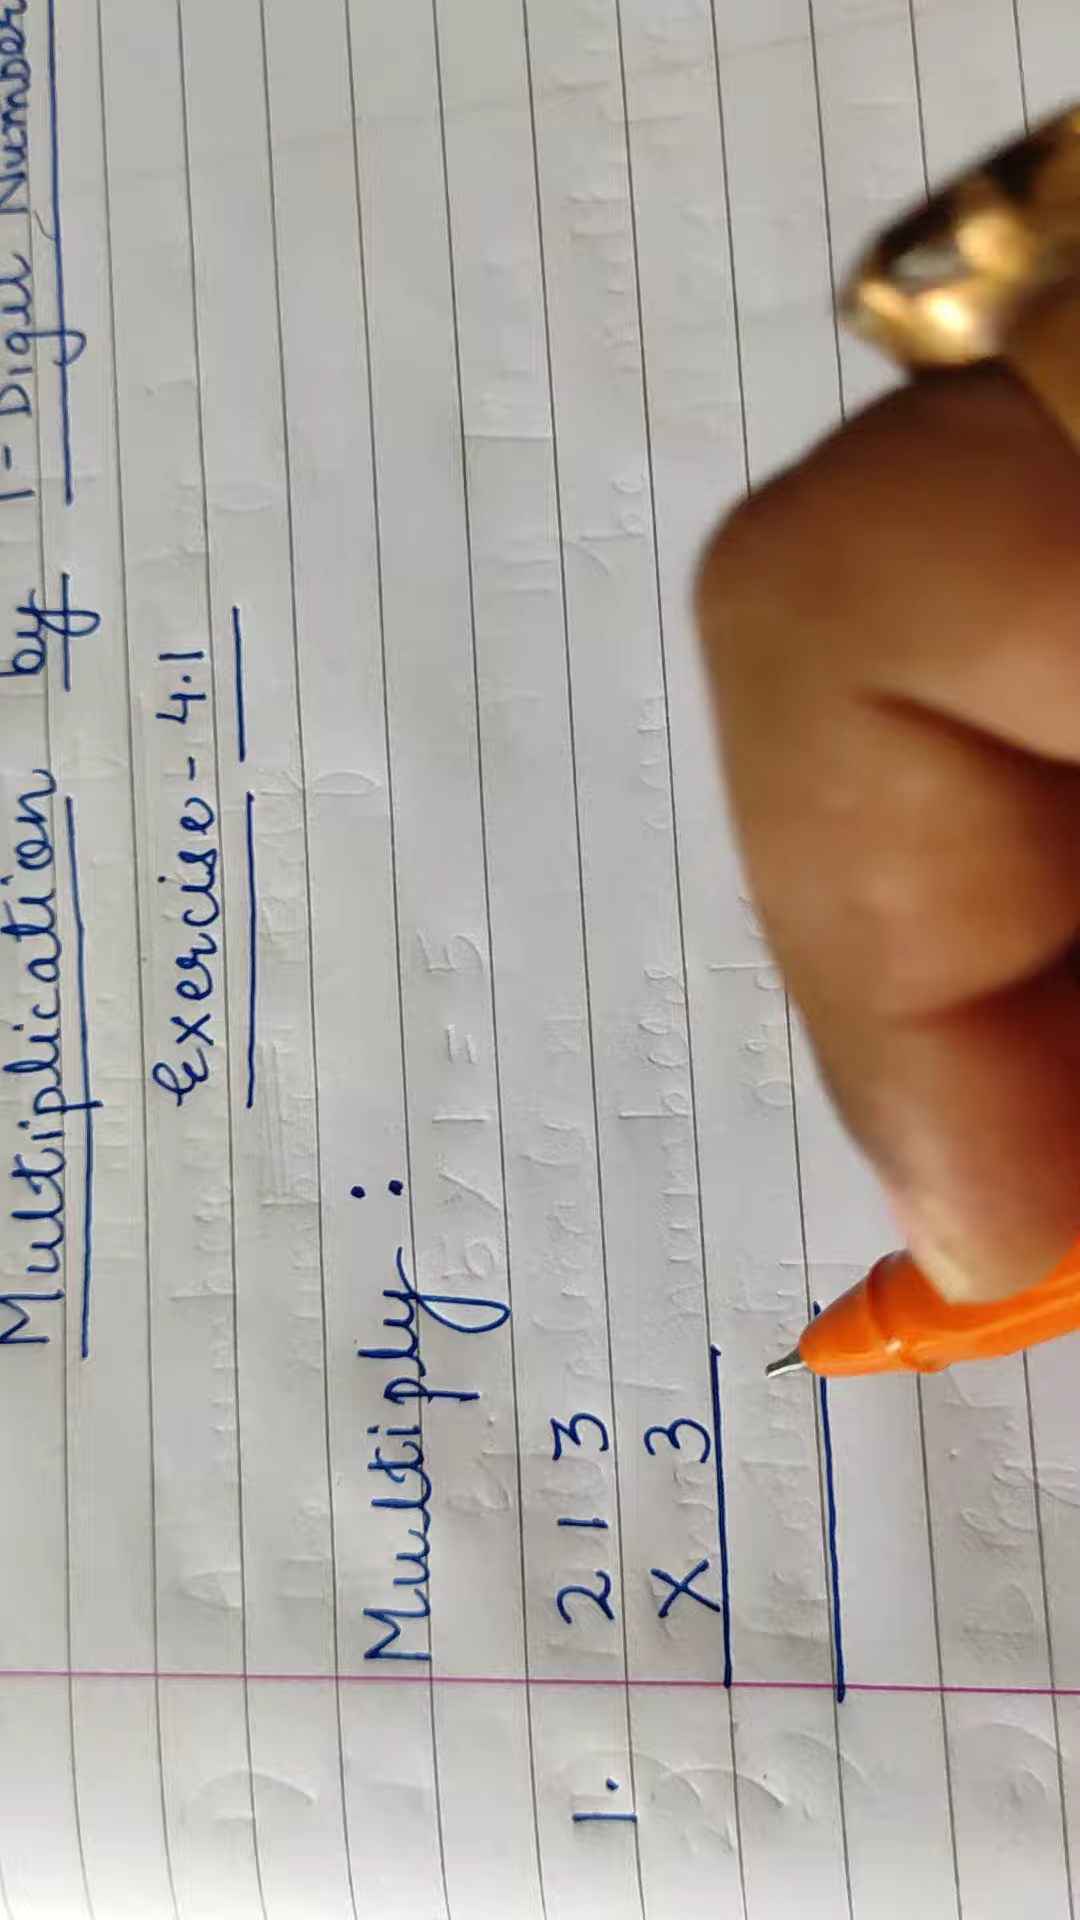 Multiplication by 1-Digit Number
Exercise-4.1
Multiply :
1. 213
x 3